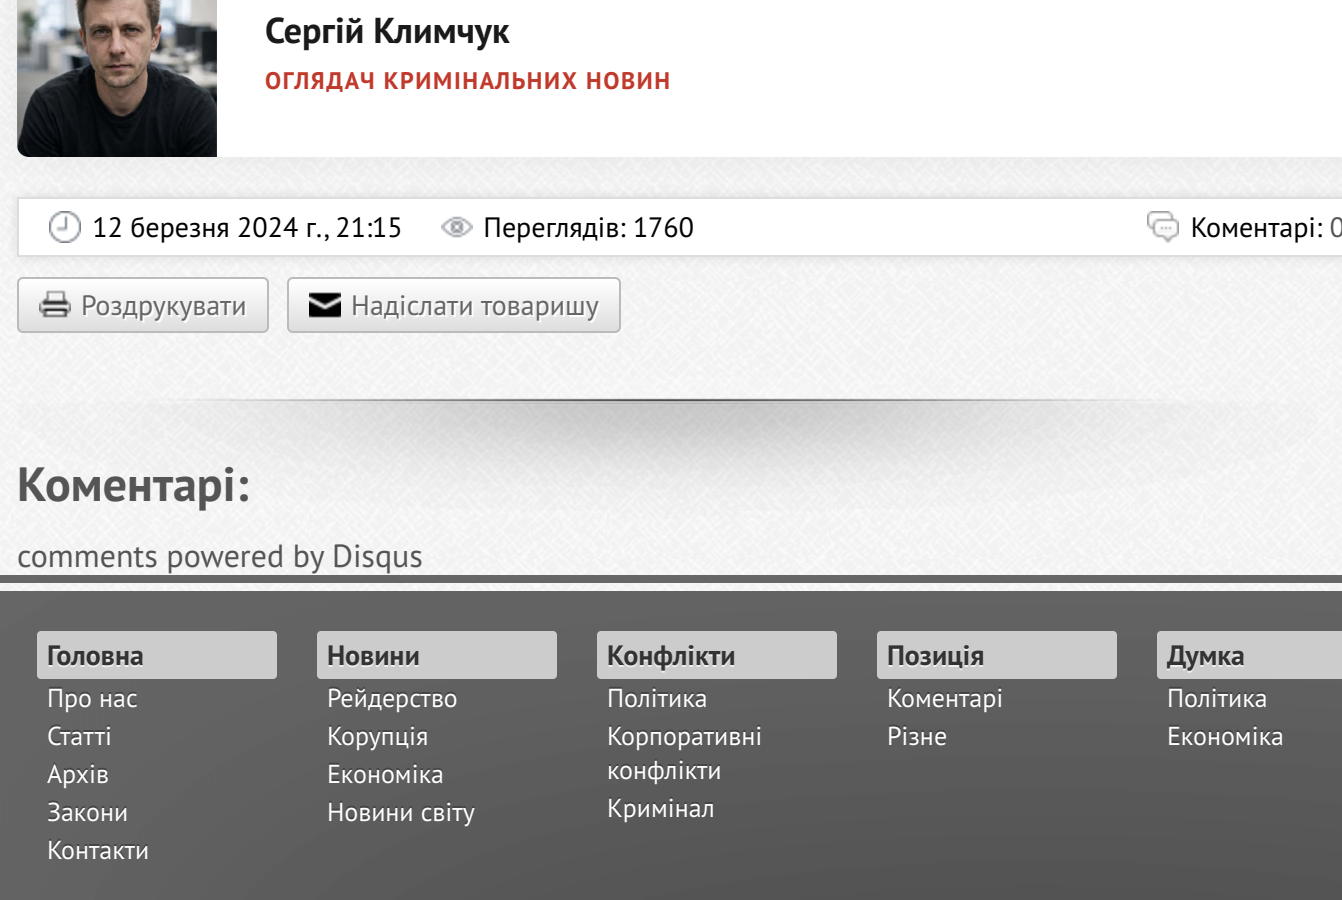 Сергій Климчук
ОГЛЯДАЧ КРИМІНАЛЬНИХ НОВИН
12 березня 2024 г., 21:15
Переглядів: 1760
Коментарі: 0
Роздрукувати
Надіслати товаришу
Коментарі:
comments powered by Disqus
Головна
Про нас
Статті
Архів
Закони
Контакти
Новини
Рейдерство
Корупція
Економіка
Новини світу
Конфлікти
Політика
Корпоративні
конфлікти
Кримінал
Позиція
Коментарі
Різне
Думка
Політика
Економіка